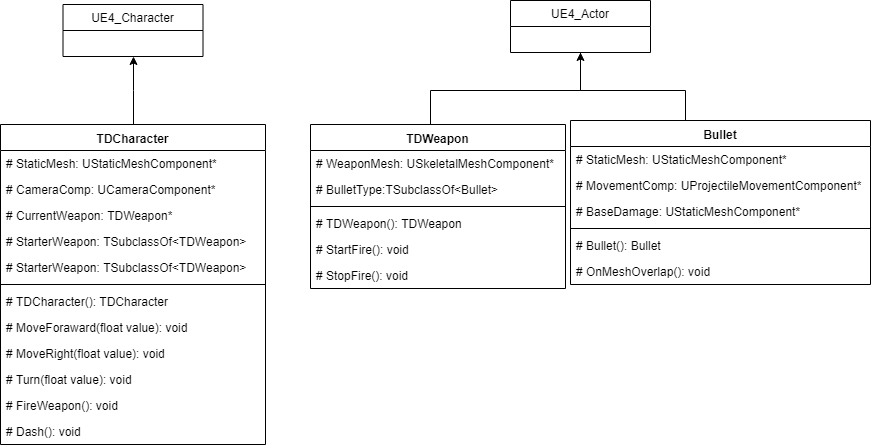 UE4_Character
UE4_Actor
TDCharacter
# StaticMesh: UStaticMeshComponent*
# CameraComp: UCameraComponent*
# CurrentWeapon: TDWeapon*
# StarterWeapon: TSubclassOf<TDWeapon>
# StarterWeapon: TSubclassOf<TDWeapon>
# TDCharacter(): TDCharacter
# MoveForaward(float value): void
# MoveRight(float value): void
# Turn(float value): void
# FireWeapon(): void
# Dash(): void
TDWeapon
# WeaponMesh: USkeletalMeshComponent*
# BulletType:TSubclassOf<Bullet>
# TDWeapon(): TDWeapon
# StartFire(): void
# StopFire(): void
Bullet
# StaticMesh: UStaticMeshComponent*
# MovementComp: UProjectileMovementComponent*
# BaseDamage: UStaticMeshComponent*
# Bullet(): Bullet
# OnMeshOverlap(): void